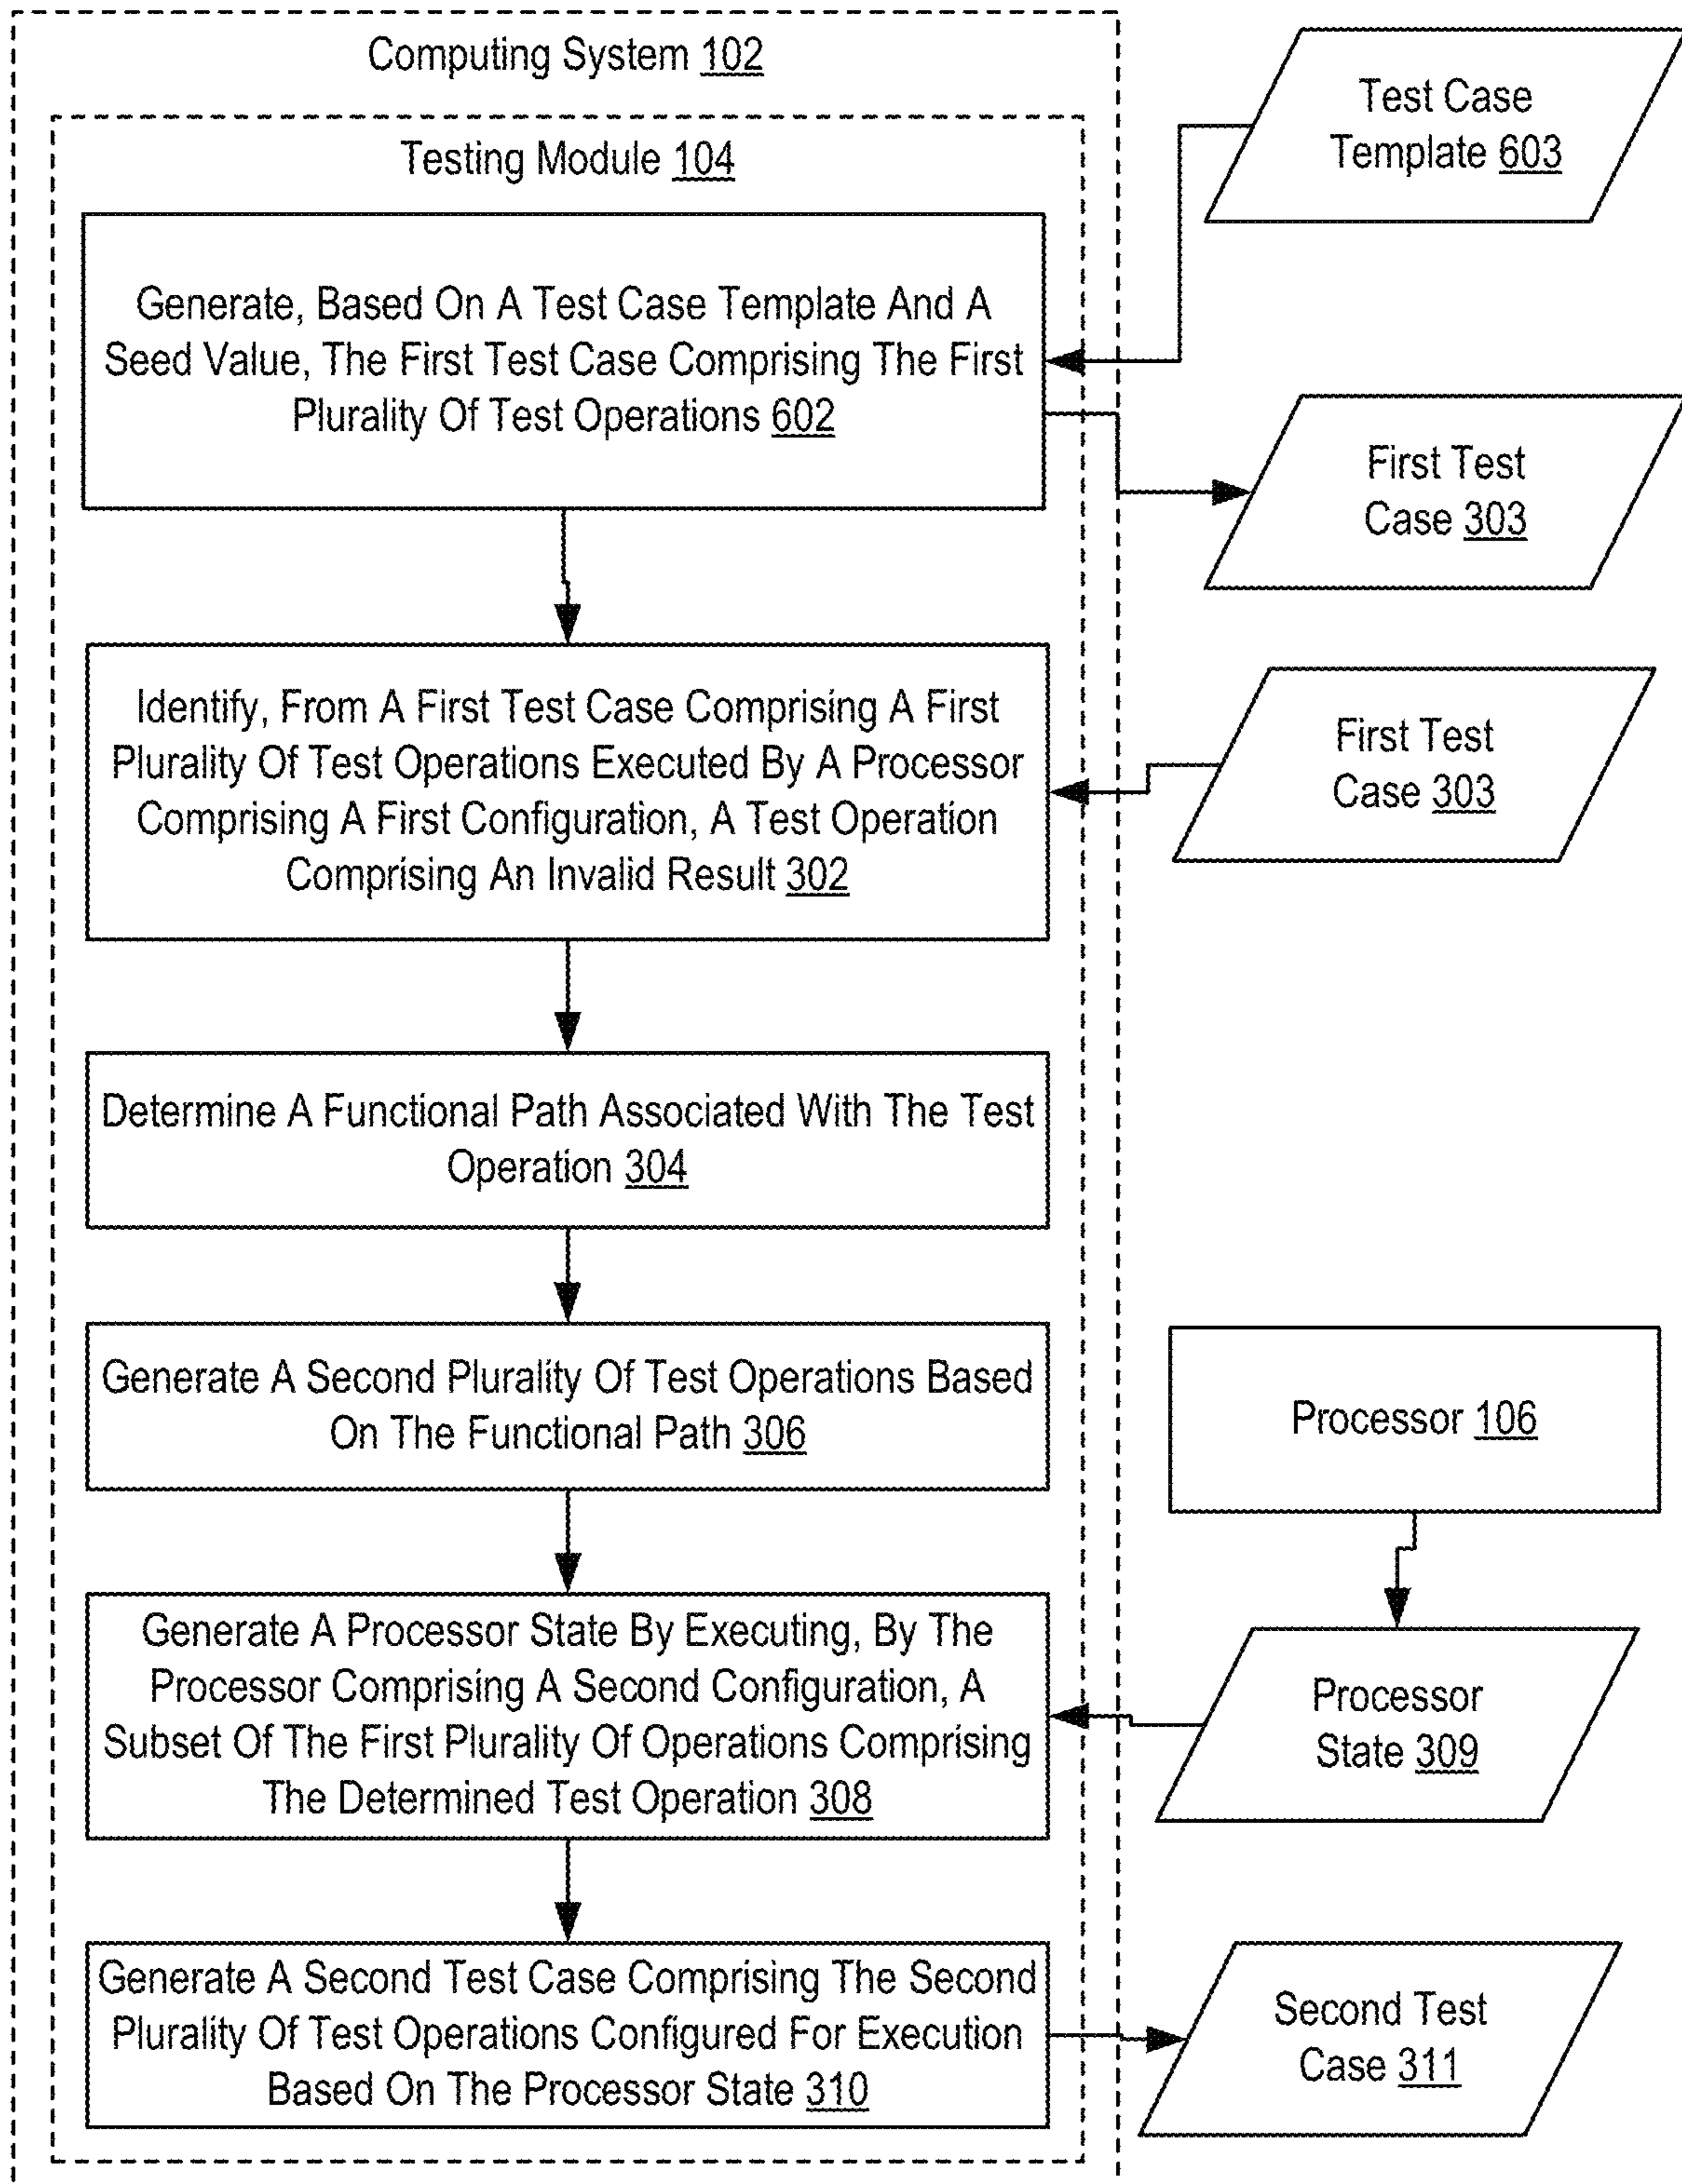 Computing System 102
Testing Module 104
Test Case
Template 603
Generate, Based On A Test Case Template And A
Seed Value, The First Test Case Comprising The First
Plurality Of Test Operations 602
First Test
Case 303
Identify, From A First Test Case Comprising A First
Plurality Of Test Operations Executed By A Processor
Comprising A First Configuration, A Test Operation
Comprising An Invalid Result 302
First Test
Case 303
Determine A Functional Path Associated With The Test
Operation 304
Generate A Second Plurality Of Test Operations Based
On The Functional Path 306
Processor 106
Generate A Processor State By Executing, By The
Processor Comprising A Second Configuration, A
Subset Of The First Plurality Of Operations Comprising
The Determined Test Operation 308
Processor
State 309
Generate A Second Test Case Comprising The Second
Plurality Of Test Operations Configured For Execution
Based On The Processor State 310
Second Test
Case 311